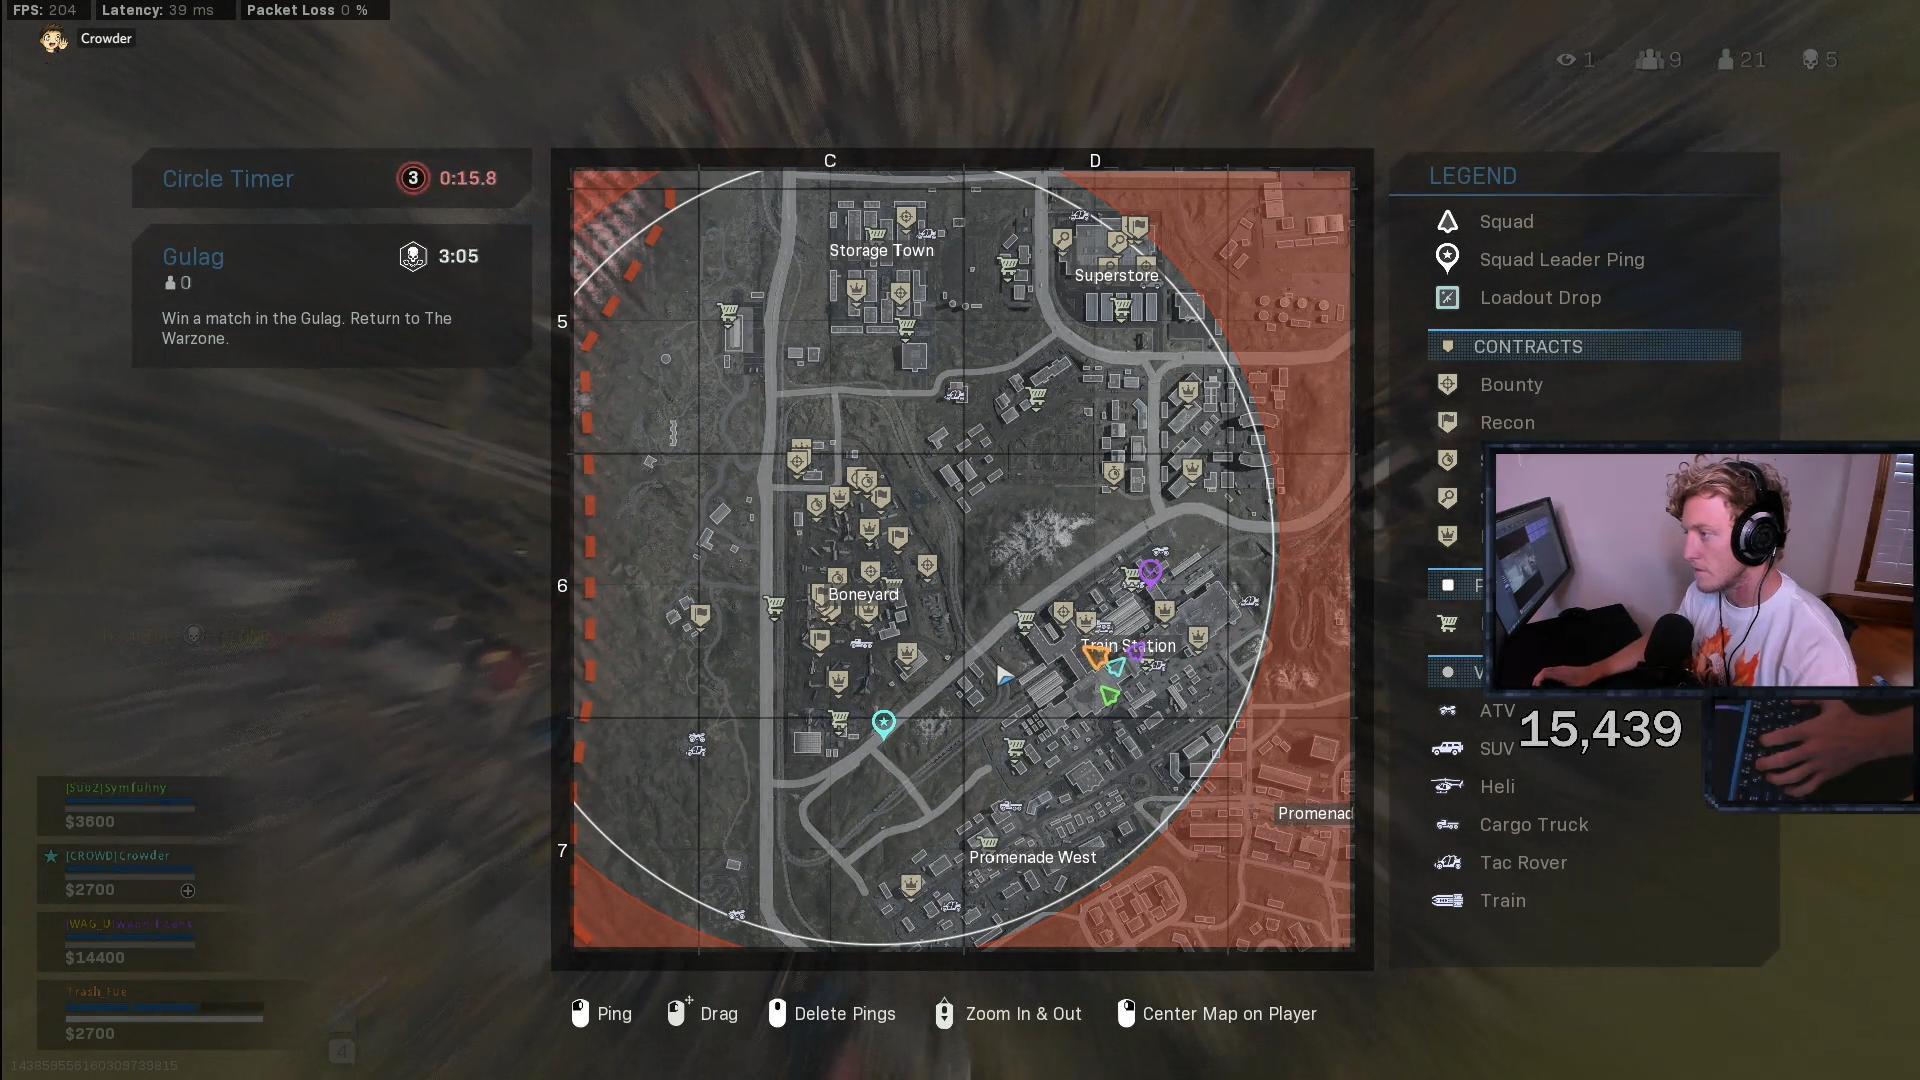 FPS: 204 Latency: 39 ms Packet Loss 0 %
Crowder
1 9 21 5
Circle Timer 3 0:15.8
Gulag 3:05
0
Win a match in the Gulag. Return to The
Warzone.
C D
5
6
7
Storage Town
Superstore
Boneyard
Train Station
Promenad
Promenade West
LEGEND
Squad
Squad Leader Ping
Loadout Drop
CONTRACTS
Bounty
Recon
ATV
SUV
Heli
Cargo Truck
Tac Rover
Train
15,439
[Sub2]Symfuhny
$3600
[CROWD]Crowder
$2700
$14400
Trash_Fue
$2700
4
Ping Drag Delete Pings Zoom In & Out Center Map on Player